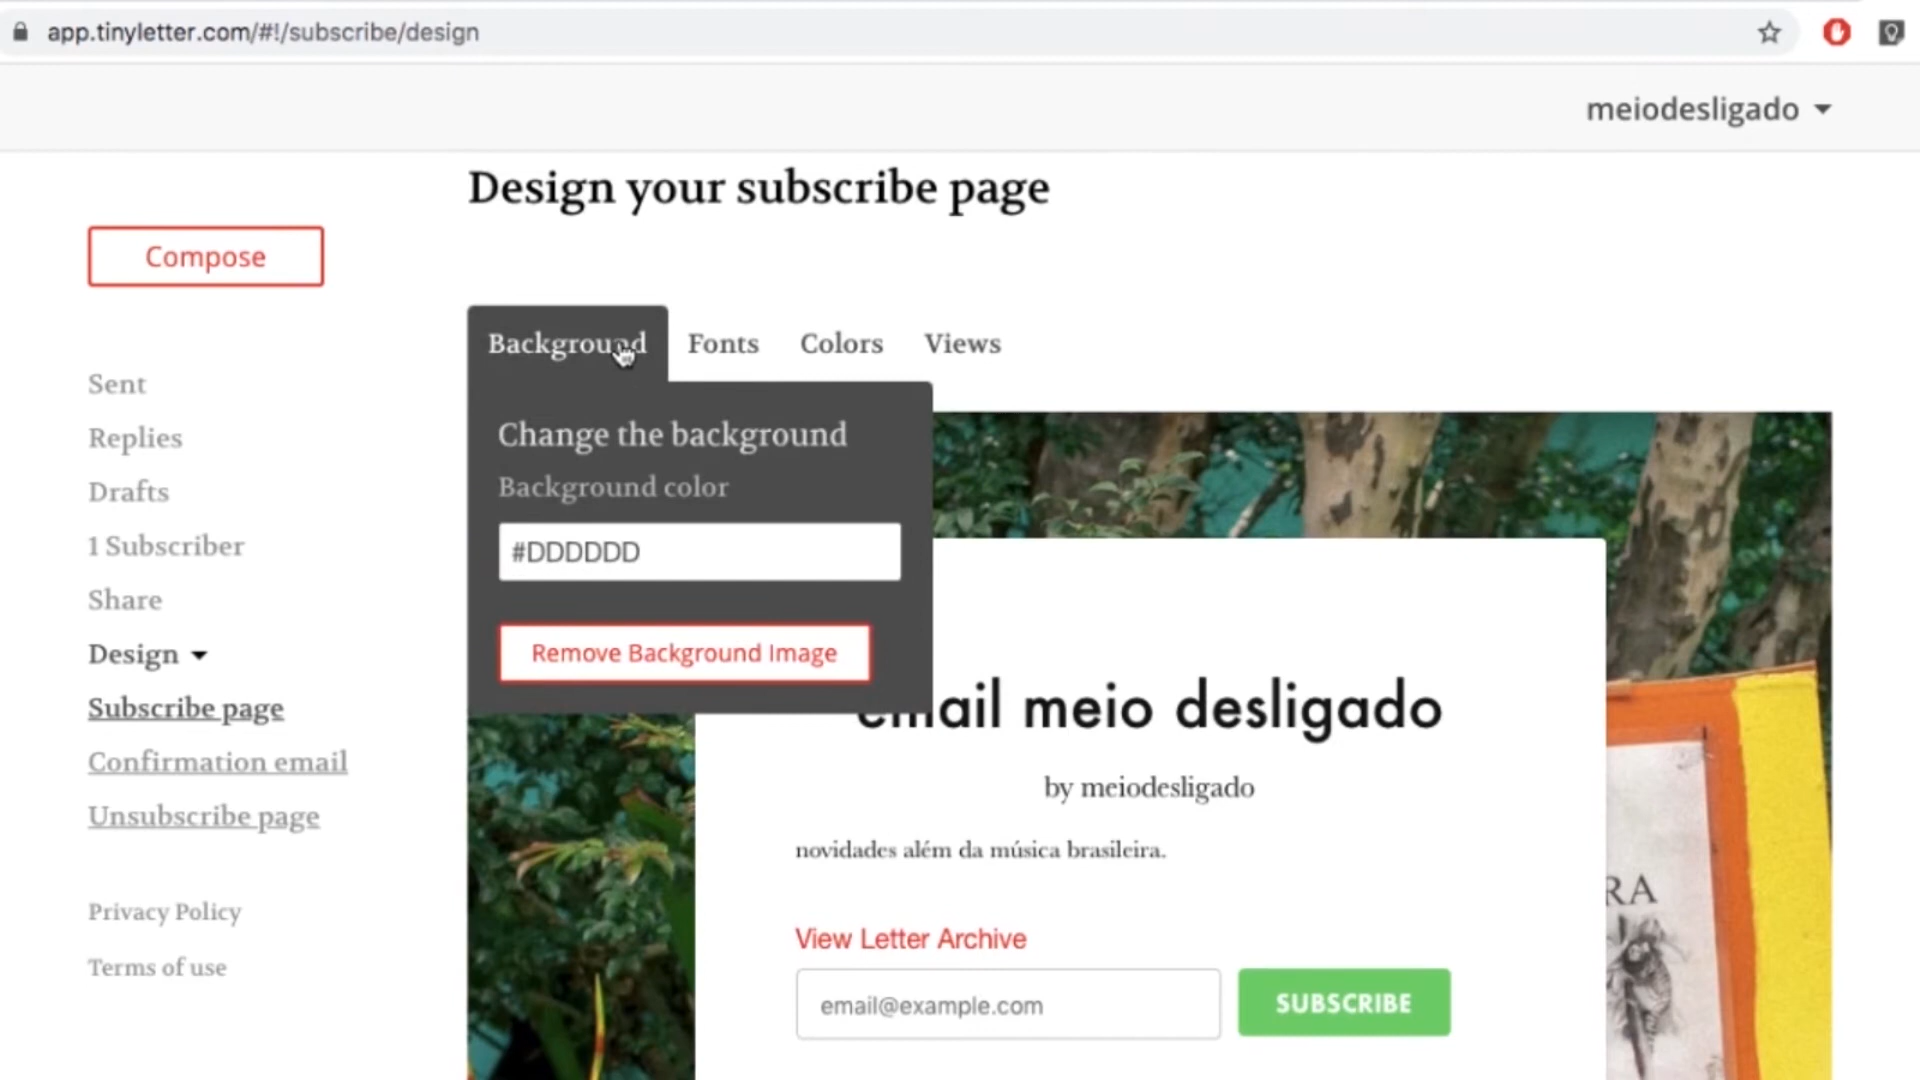 app.tinyletter.com/#!/subscribe/design
meiodesligado
Design your subscribe page
Compose
Background Fonts Colors Views
Sent
Replies
Drafts
1 Subscriber
Share
Design
Subscribe page
Confirmation email
Unsubscribe page
Privacy Policy
Terms of use
Change the background
Background color
#DDDDDD
Remove Background Image
email meio desligado
by meiodesligado
novidades além da música brasileira.
View Letter Archive
email@example.com SUBSCRIBE
RA